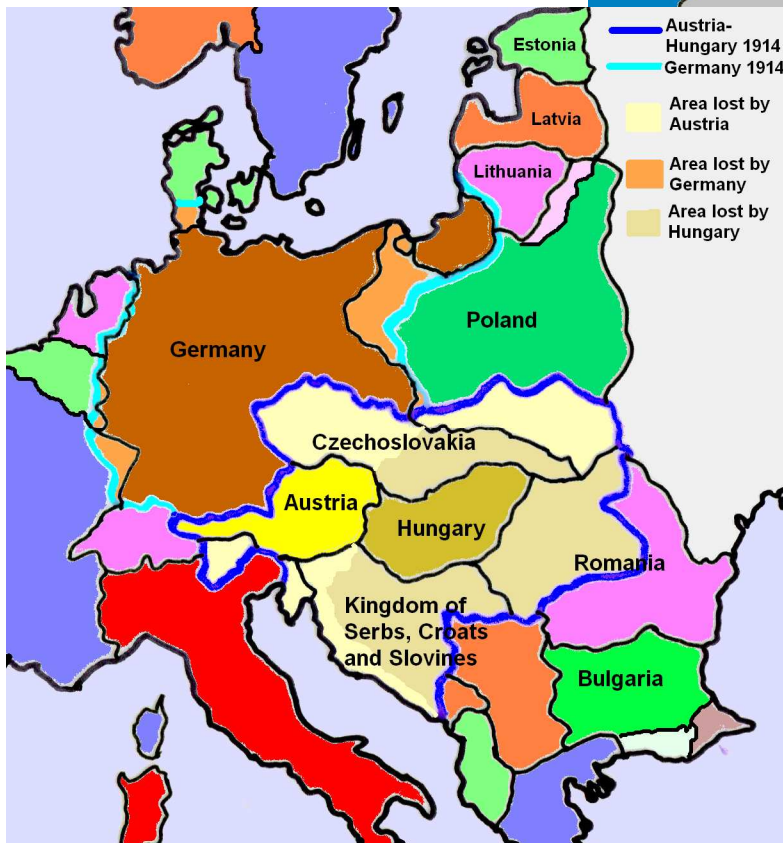 Austria-
Hungary 1914
Germany 1914
Area lost by
Austria
Area lost by
Germany
Area lost by
Hungary
Estonia
Latvia
Lithuania
Poland
Germany
Czechoslovakia
Austria
Hungary
Romania
Kingdom of
Serbs, Croats
and Slovines
Bulgaria